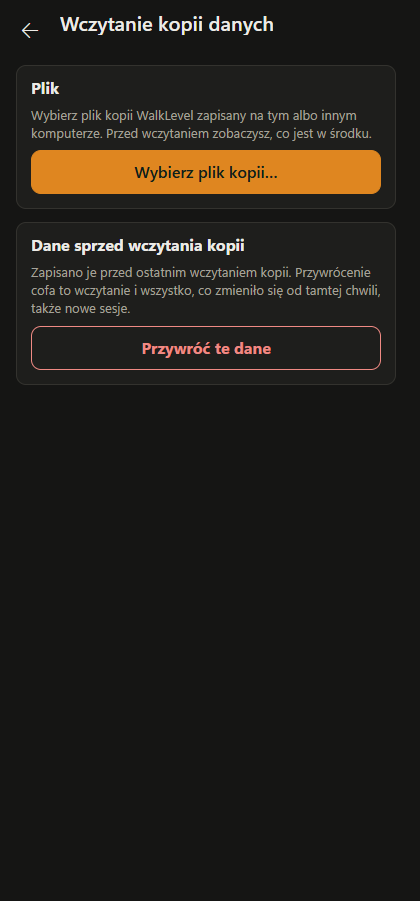 Wczytanie kopii danych
Plik
Wybierz plik kopii WalkLevel zapisany na tym albo innym
komputerze. Przed wczytaniem zobaczysz, co jest w środku.
Wybierz plik kopii...
Dane sprzed wczytania kopii
Zapisano je przed ostatnim wczytaniem kopii. Przywrócenie
cofa to wczytanie i wszystko, co zmieniło się od tamtej chwili,
także nowe sesje.
Przywróć te dane